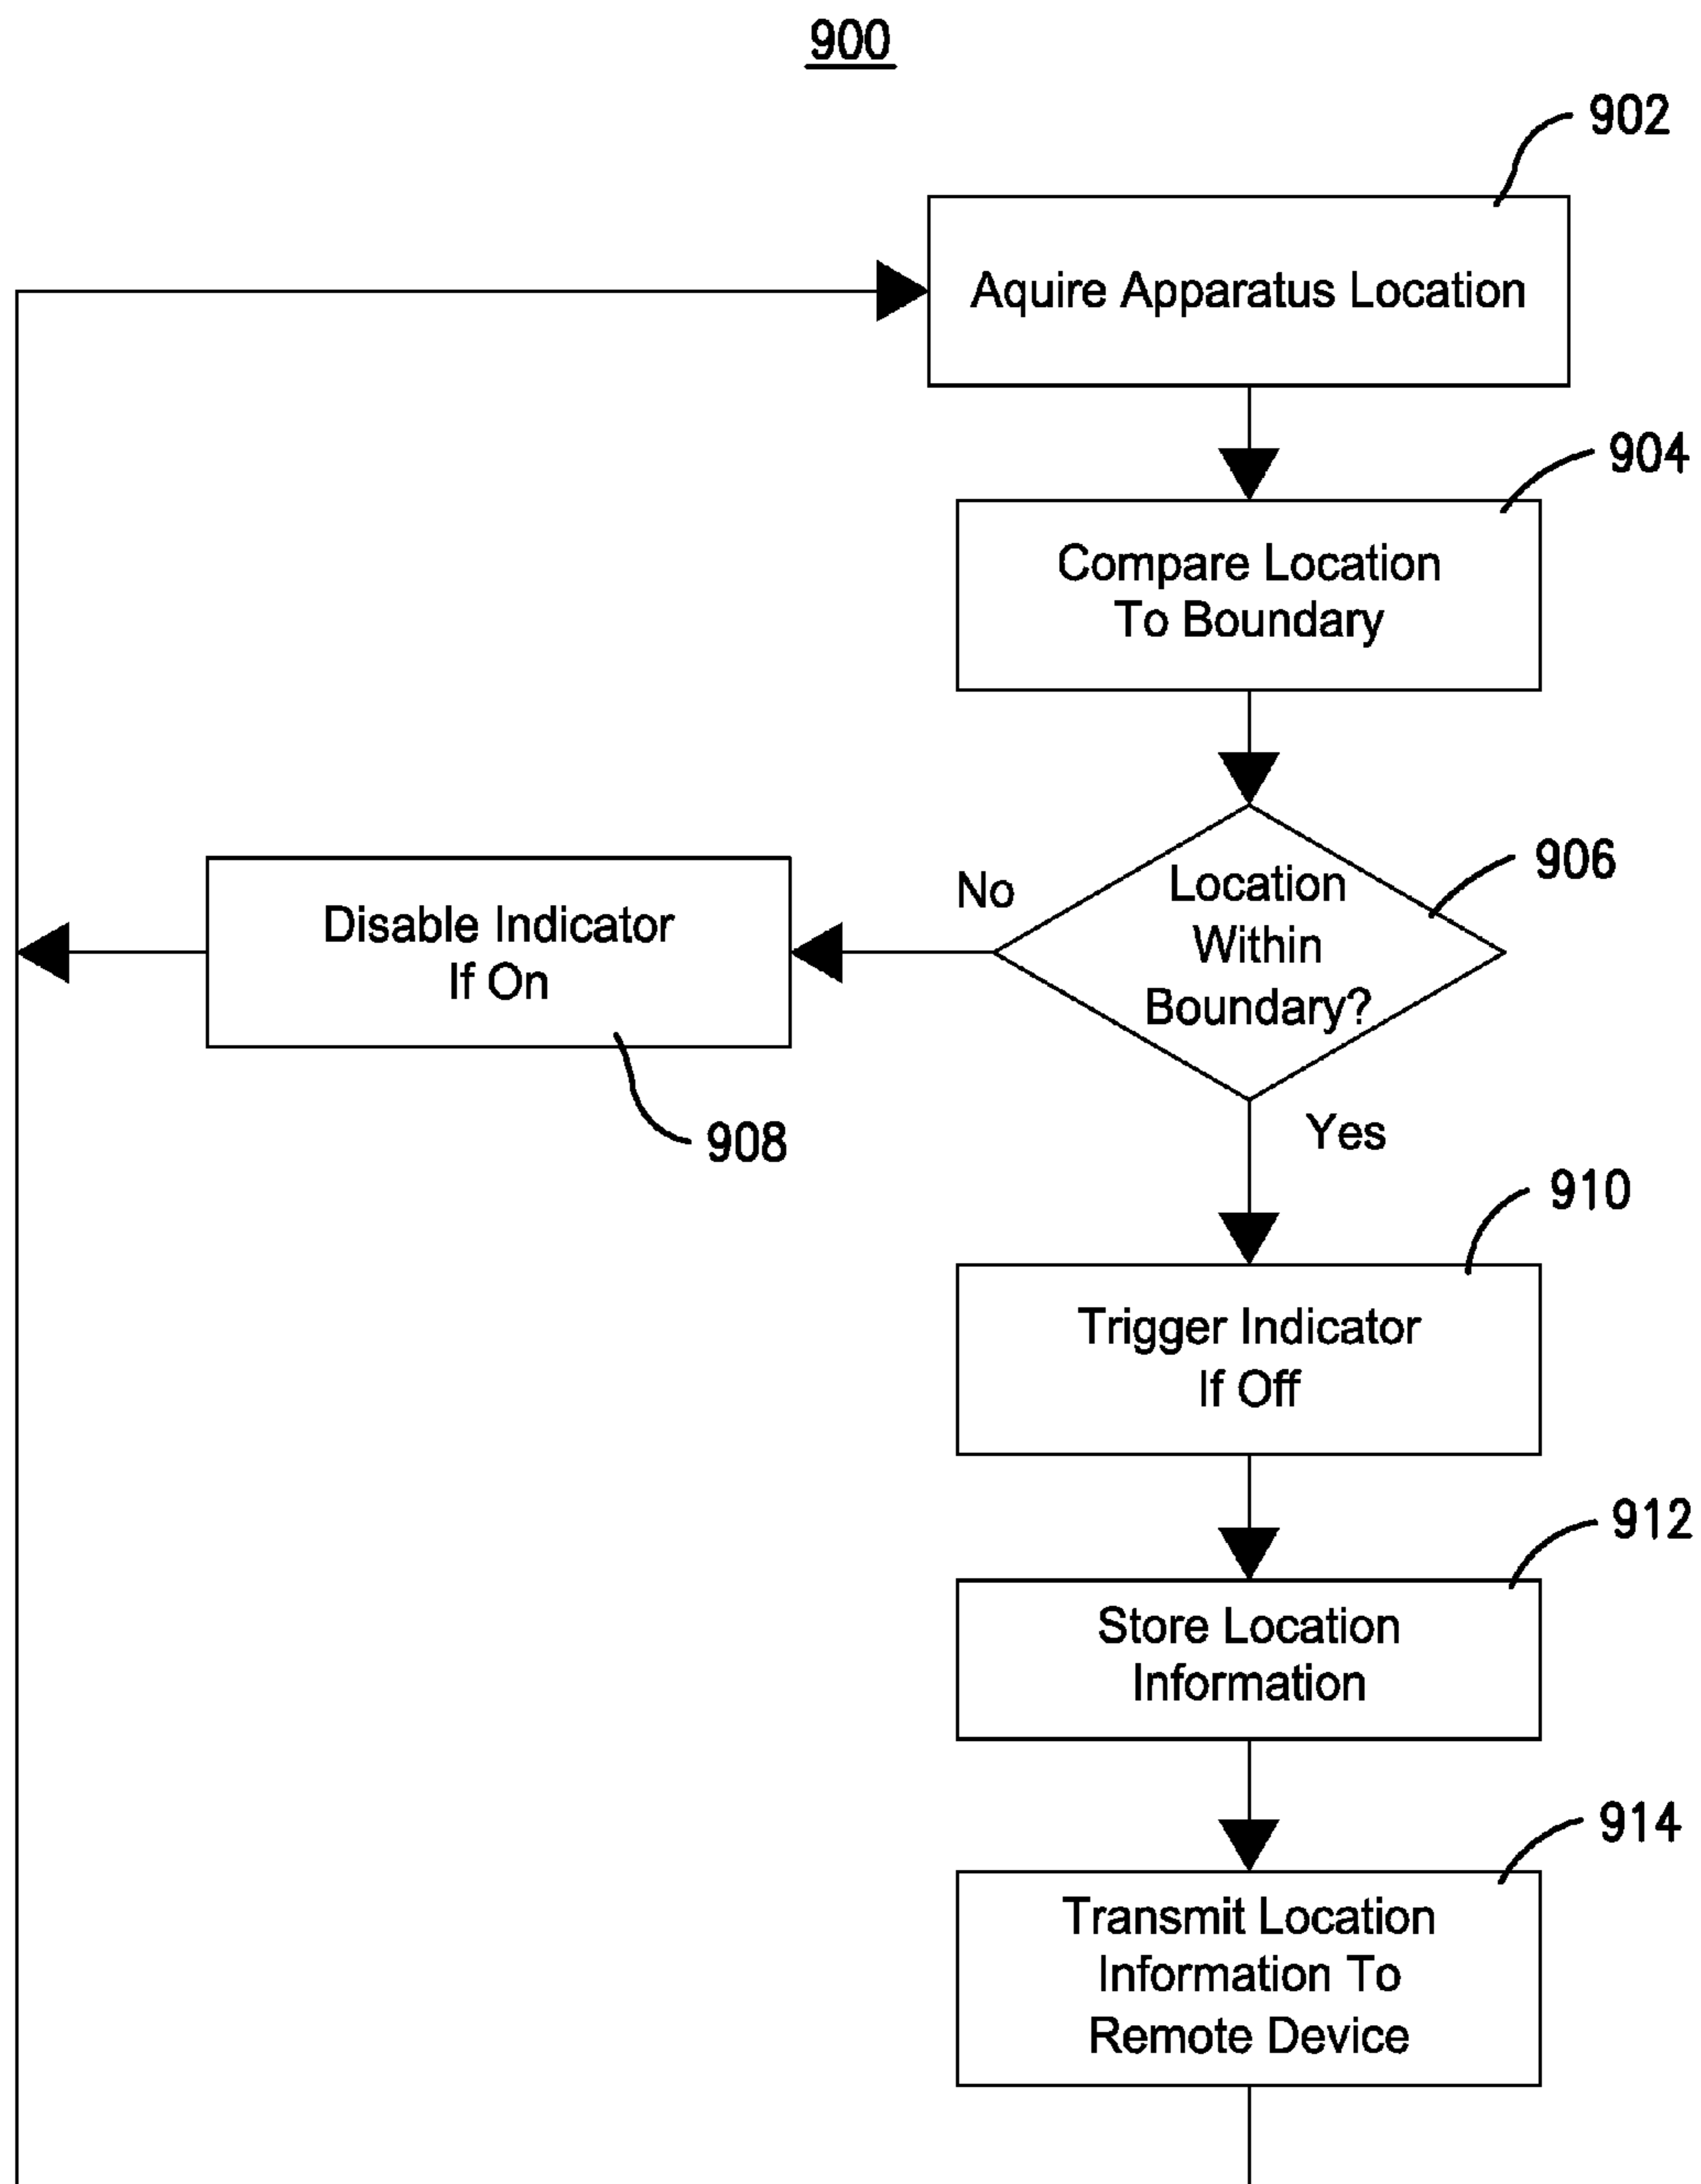 900
902
Aquire Apparatus Location
904
Compare Location
To Boundary
906
Location
Within
Boundary?
No
Disable Indicator
If On
908
Yes
910
Trigger Indicator
If Off
912
Store Location
Information
914
Transmit Location
Information To
Remote Device